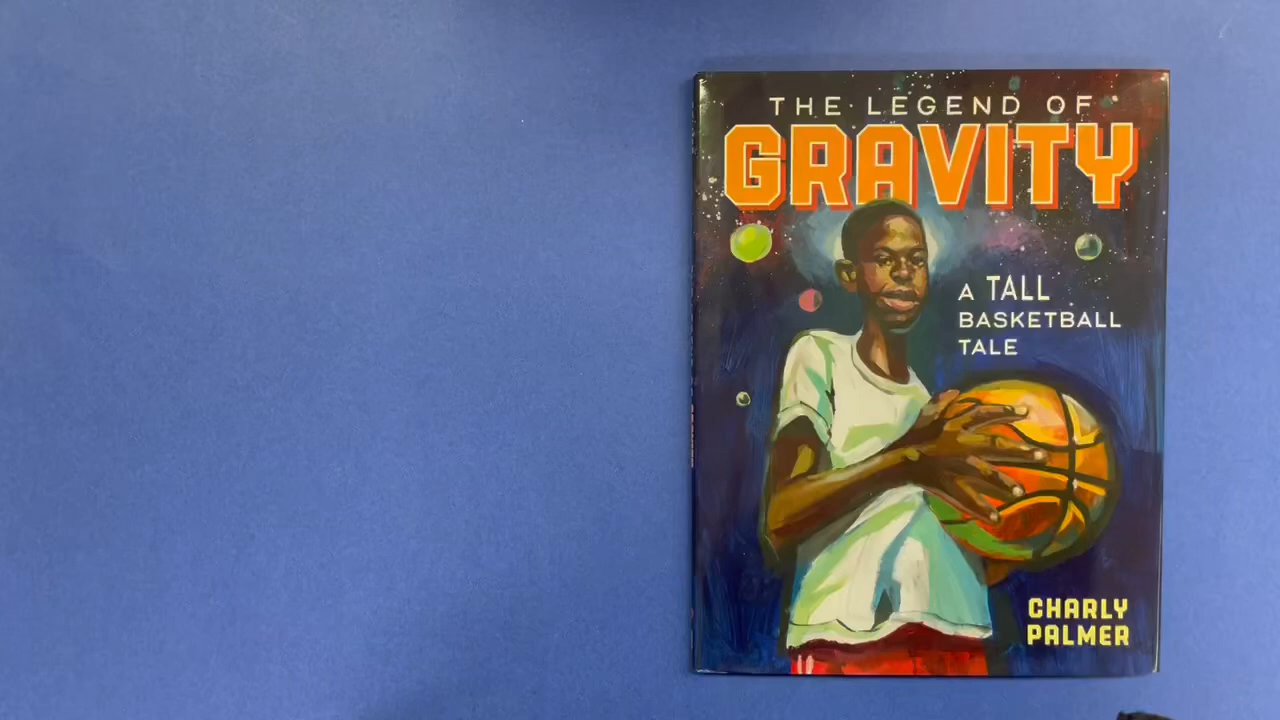 THE LEGEND OF
GRAVITY
A TALL
BASKETBALL
TALE
CHARLY
PALMER